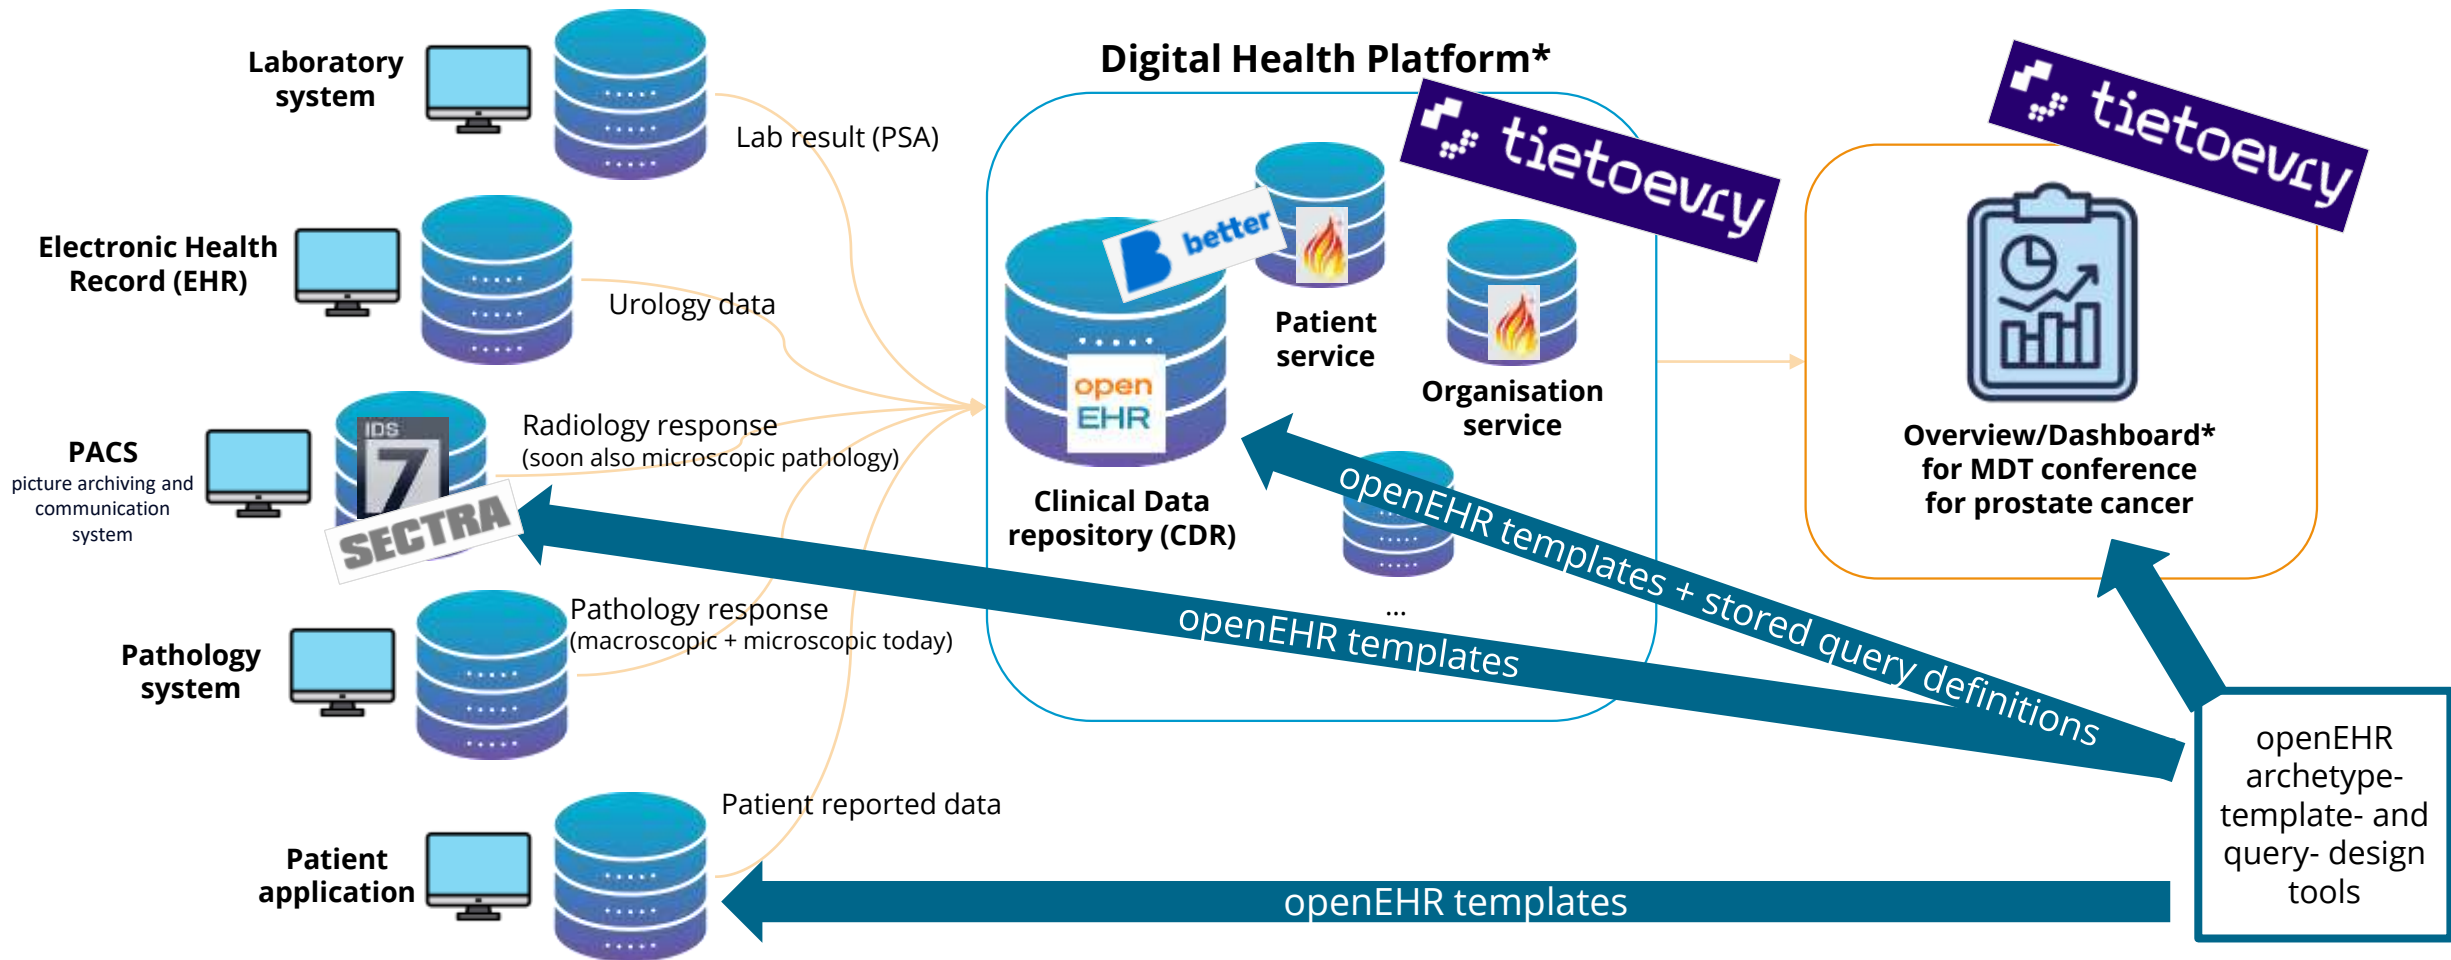 Digital Health Platform*
Laboratory
system
Lab result (PSA)
Electronic Health
Record (EHR)
Urology data
PACS
picture archiving and
communication
system
IDS
7
SECTRA
Radiology response
(soon also microscopic pathology)
Pathology
system
Pathology response
(macroscopic + microscopic today)
Patient
application
Patient reported data
better
open
EHR
Clinical Data
repository (CDR)
Patient
service
Organisation
service
...
tietoevry
tietoevry
Overview/Dashboard*
for MDT conference
for prostate cancer
openEHR templates + stored query definitions
openEHR templates
openEHR templates
openEHR
archetype-
template- and
query- design
tools